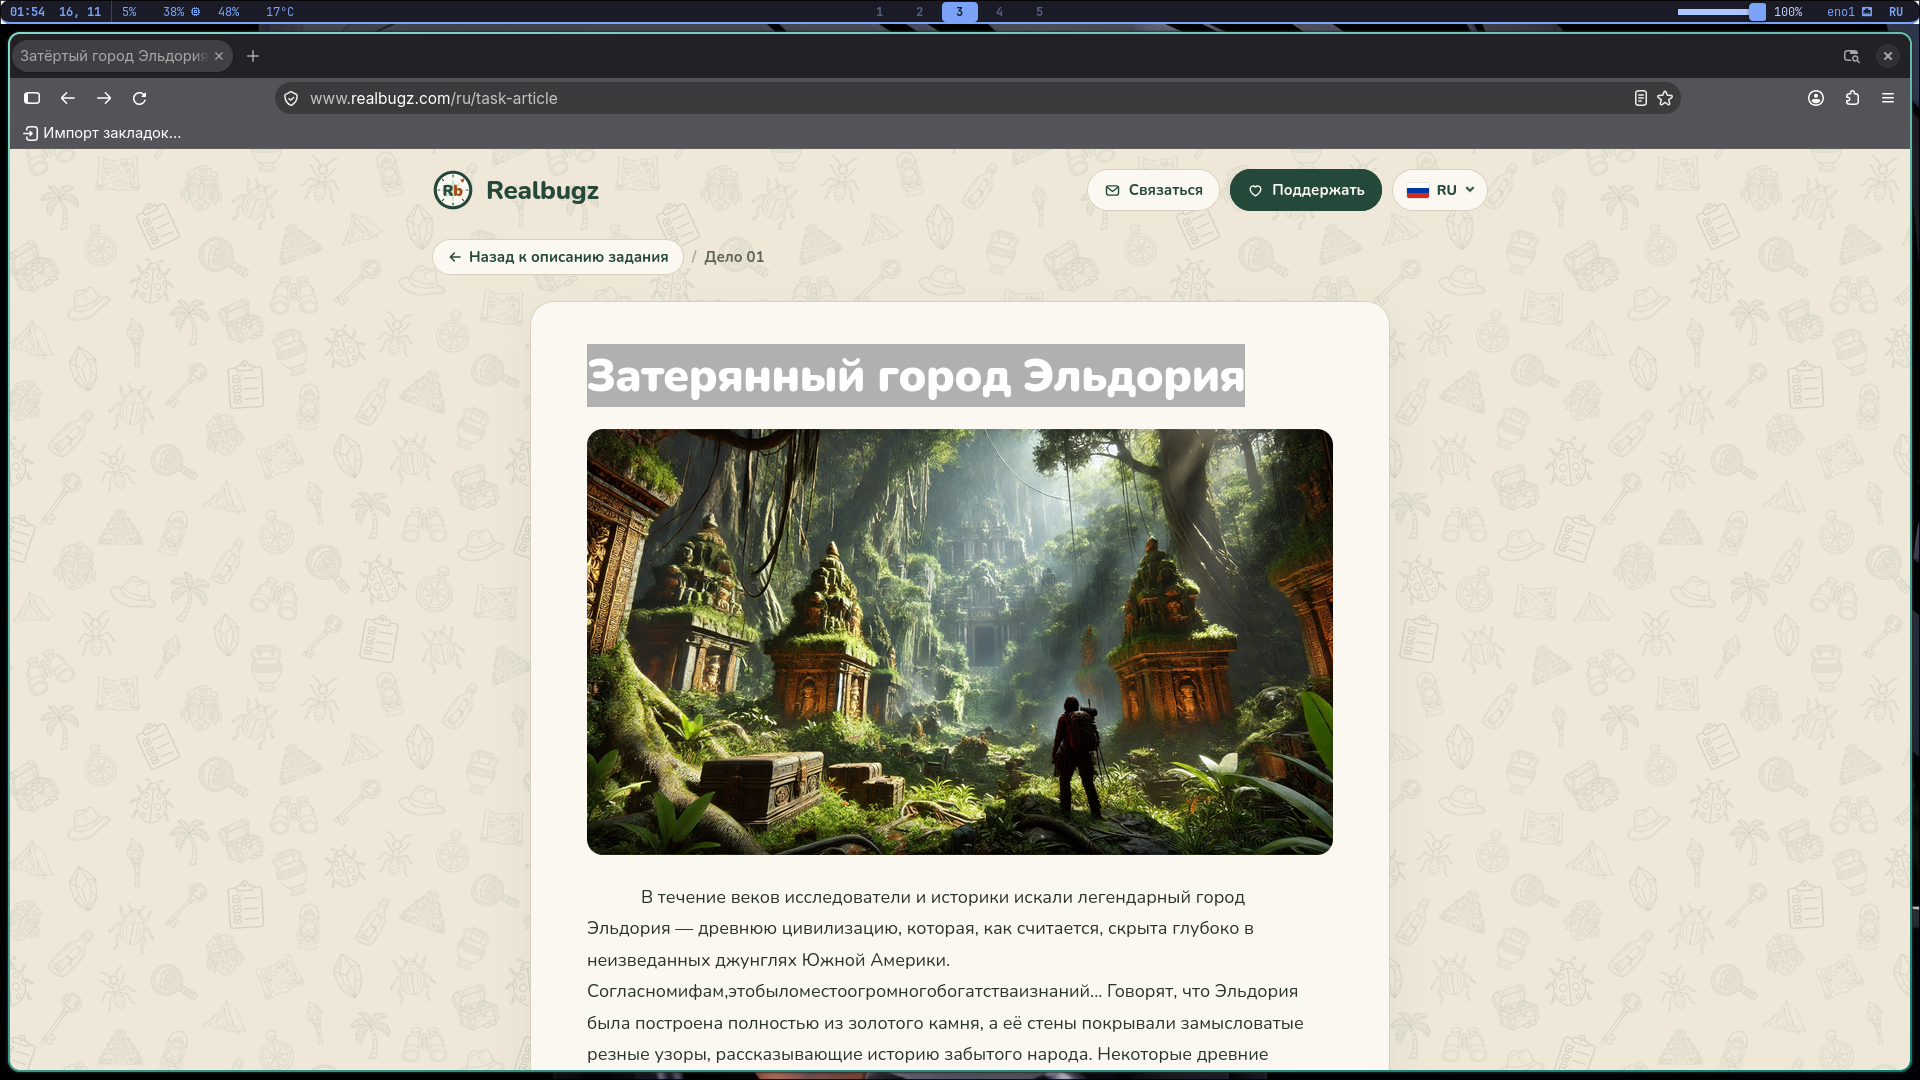 01:54 16, 11 5% 38% 48% 17°C 1 2 3 4 5 100% eno1 RU
Затёртый город Эльдория
www.realbugz.com/ru/task-article
Импорт закладок...
Rb Realbugz Связаться Поддержать RU
Назад к описанию задания / Дело 01
Затерянный город Эльдория
В течение веков исследователи и историки искали легендарный город
Эльдория — древнюю цивилизацию, которая, как считается, скрыта глубоко в
неизведанных джунглях Южной Америки.
Согласномифам,этобыломестоогромногобогатстваизнаний... Говорят, что Эльдория
была построена полностью из золотого камня, а её стены покрывали замысловатые
резные узоры, рассказывающие историю забытого народа. Некоторые древние